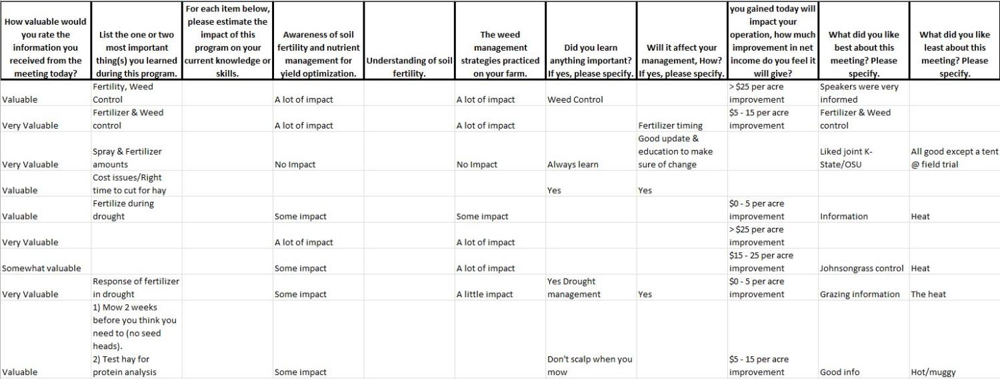 How valuable would
you rate the
information you
received from the
meeting today?
List the one or two
most important
thing(s) you learned
during this program.
For each item below,
please estimate the
impact of this
program on your
current knowledge or
skills.
Awareness of soil
fertility and nutrient
management for
yield optimization.
Understanding of soil
fertility.
The weed
management
strategies practiced
on your farm.
Did you learn
anything important?
If yes, please specify.
Will it affect your
management, How?
If yes, please specify.
you gained today will
impact your
operation, how much
improvement in net
income do you feel it
will give?
What did you like
best about this
meeting? Please
specify.
What did you like
least about this
meeting? Please
specify.
Valuable
Fertility, Weed
Control
A lot of impact
A lot of impact
Weed Control
> $25 per acre
improvement
Speakers were very
informed
Very Valuable
Fertilizer & Weed
control
A lot of impact
A lot of impact
Fertilizer timing
$5 - 15 per acre
improvement
Fertilizer & Weed
control
Very Valuable
Spray & Fertilizer
amounts
No Impact
No Impact
Always learn
Good update &
education to make
sure of change
Liked joint K-
State/OSU
All good except a tent
@ field trial
Valuable
Cost issues/Right
time to cut for hay
Yes
Yes
Valuable
Fertilize during
drought
Some impact
Some impact
$0 - 5 per acre
improvement
Information
Heat
Very Valuable
A lot of impact
A lot of impact
> $25 per acre
improvement
Somewhat valuable
Some impact
A lot of impact
$15 - 25 per acre
improvement
Johnsongrass control
Heat
Very Valuable
Response of fertilizer
in drought
Some impact
A little impact
Yes Drought
management
Yes
$0 - 5 per acre
improvement
Grazing information
The heat
Valuable
1) Mow 2 weeks
before you think you
need to (no seed
heads).
2) Test hay for
protein analysis
Some impact
Don't scalp when you
mow
$5 - 15 per acre
improvement
Good info
Hot/muggy